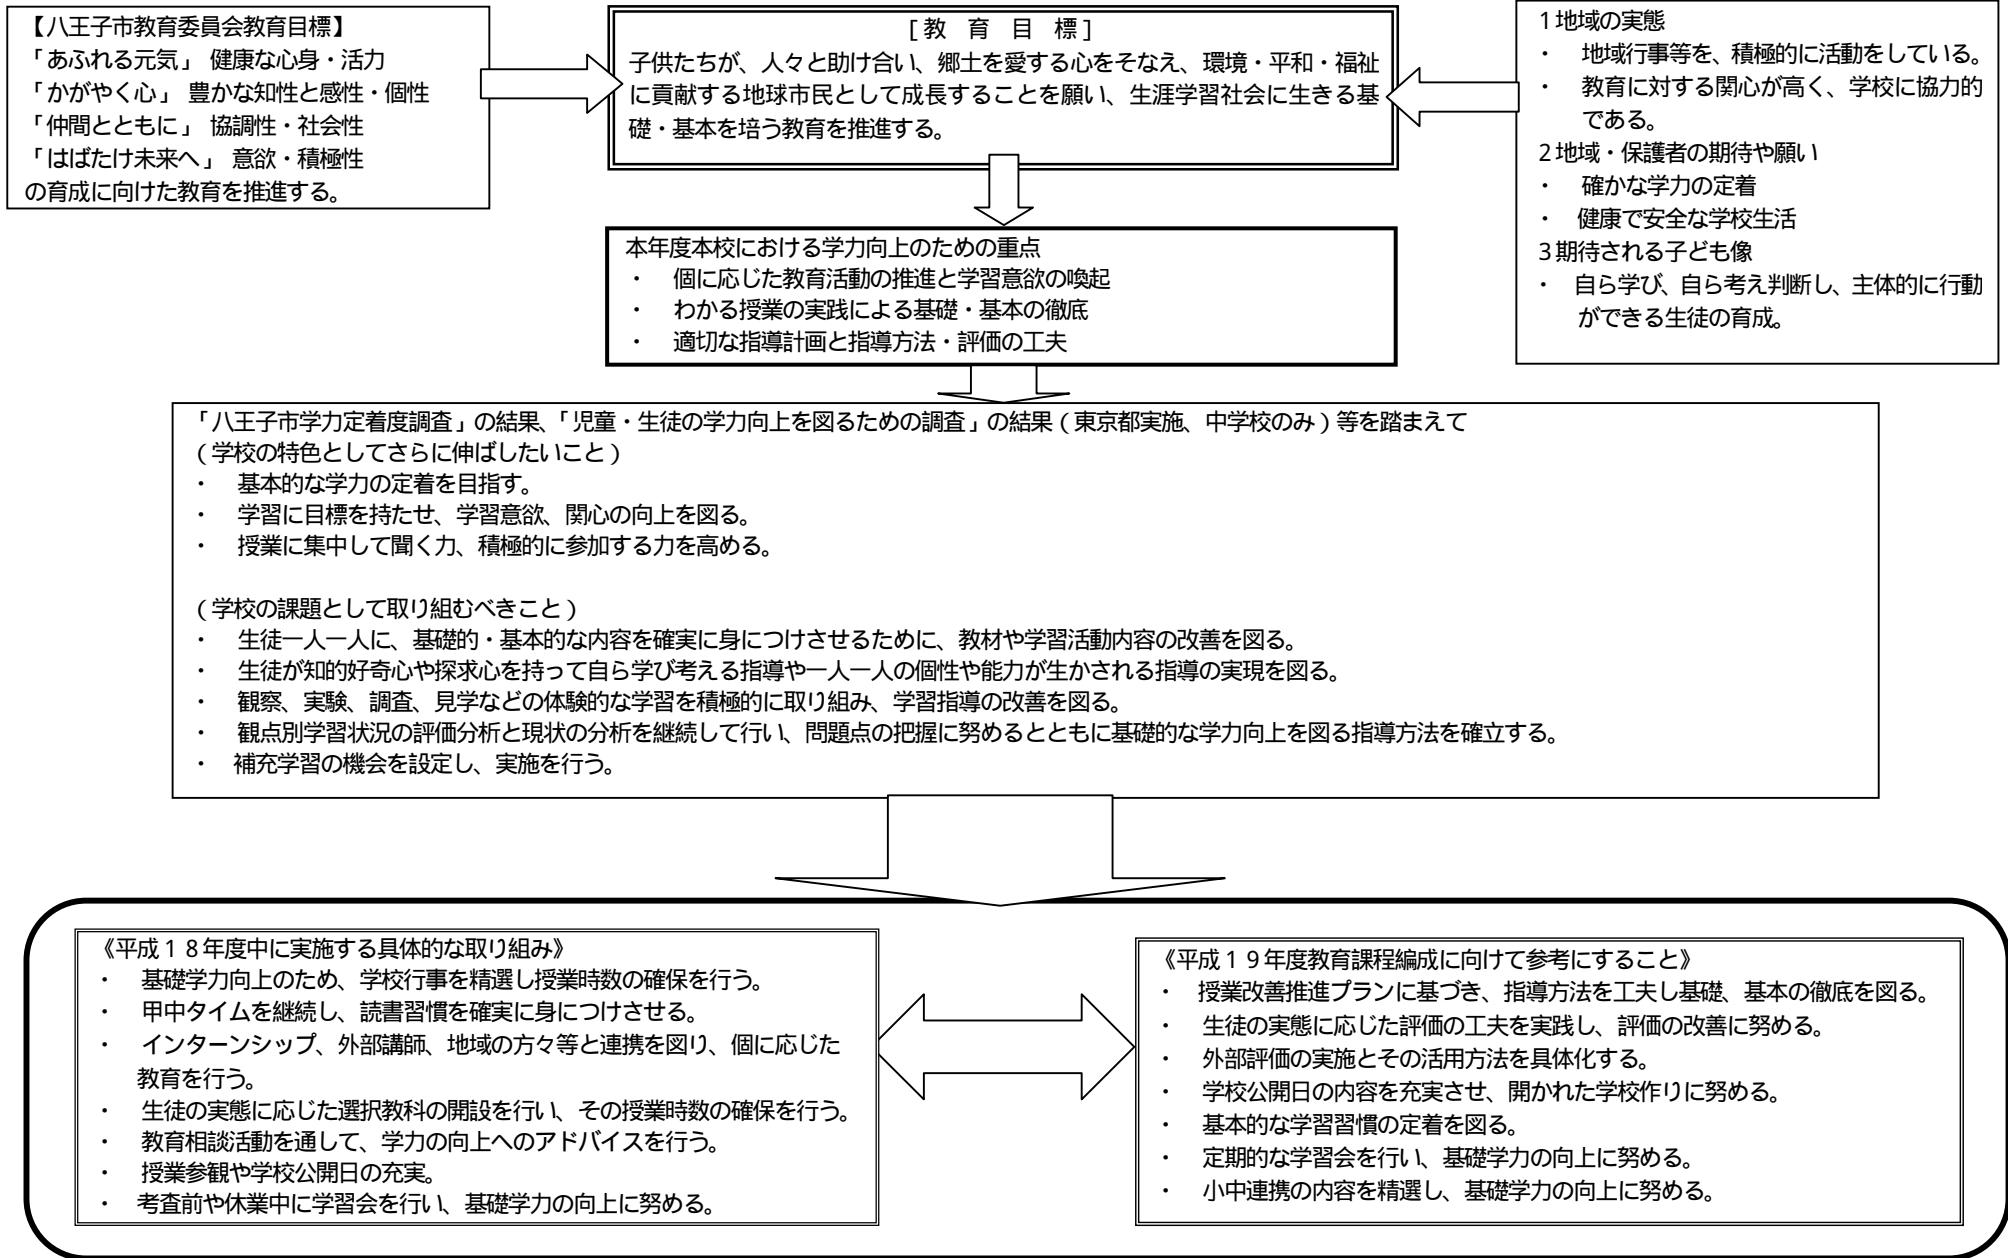 【八王子市教育委員会教育目標】
「あふれる元気」 健康な心身・活力
「かがやく心」 豊かな知性と感性・個性
「仲間とともに」 協調性・社会性
「はばたけ未来へ」 意欲・積極性
の育成に向けた教育を推進する。
[教 育 目 標]
子供たちが、人々と助け合い、郷土を愛する心をそなえ、環境・平和・福祉
に貢献する地球市民として成長することを願い、生涯学習社会に生きる基
礎・基本を培う教育を推進する。
1地域の実態
・ 地域行事等を、積極的に活動をしている。
・ 教育に対する関心が高く、学校に協力的
である。
2地域・保護者の期待や願い
・ 確かな学力の定着
・ 健康で安全な学校生活
3期待される子ども像
・ 自ら学び、自ら考え判断し、主体的に行動
ができる生徒の育成。
本年度本校における学力向上のための重点
・ 個に応じた教育活動の推進と学習意欲の喚起
・ わかる授業の実践による基礎・基本の徹底
・ 適切な指導計画と指導方法・評価の工夫
「八王子市学力定着度調査」の結果、「児童・生徒の学力向上を図るための調査」の結果(東京都実施、中学校のみ)等を踏まえて
(学校の特色としてさらに伸ばしたいこと)
・ 基本的な学力の定着を目指す。
・ 学習に目標を持たせ、学習意欲、関心の向上を図る。
・ 授業に集中して聞く力、積極的に参加する力を高める。
(学校の課題として取り組むべきこと)
・ 生徒一人一人に、基礎的・基本的な内容を確実に身につけさせるために、教材や学習活動内容の改善を図る。
・ 生徒が知的好奇心や探求心を持って自ら学び考える指導や一人一人の個性や能力が生かされる指導の実現を図る。
・ 観察、実験、調査、見学などの体験的な学習を積極的に取り組み、学習指導の改善を図る。
・ 観点別学習状況の評価分析と現状の分析を継続して行い、問題点の把握に努めるとともに基礎的な学力向上を図る指導方法を確立する。
・ 補充学習の機会を設定し、実施を行う。
《平成18年度中に実施する具体的な取り組み》
・ 基礎学力向上のため、学校行事を精選し授業時数の確保を行う。
・ 甲中タイムを継続し、読書習慣を確実に身につけさせる。
・ インターンシップ、外部講師、地域の方々等と連携を図り、個に応じた
教育を行う。
・ 生徒の実態に応じた選択教科の開設を行い、その授業時数の確保を行う。
・ 教育相談活動を通して、学力の向上へのアドバイスを行う。
・ 授業参観や学校公開日の充実。
・ 考査前や休業中に学習会を行い、基礎学力の向上に努める。
《平成19年度教育課程編成に向けて参考にすること》
・ 授業改善推進プランに基づき、指導方法を工夫し基礎、基本の徹底を図る。
・ 生徒の実態に応じた評価の工夫を実践し、評価の改善に努める。
・ 外部評価の実施とその活用方法を具体化する。
・ 学校公開日の内容を充実させ、開かれた学校作りに努める。
・ 基本的な学習習慣の定着を図る。
・ 定期的な学習会を行い、基礎学力の向上に努める。
・ 小中連携の内容を精選し、基礎学力の向上に努める。